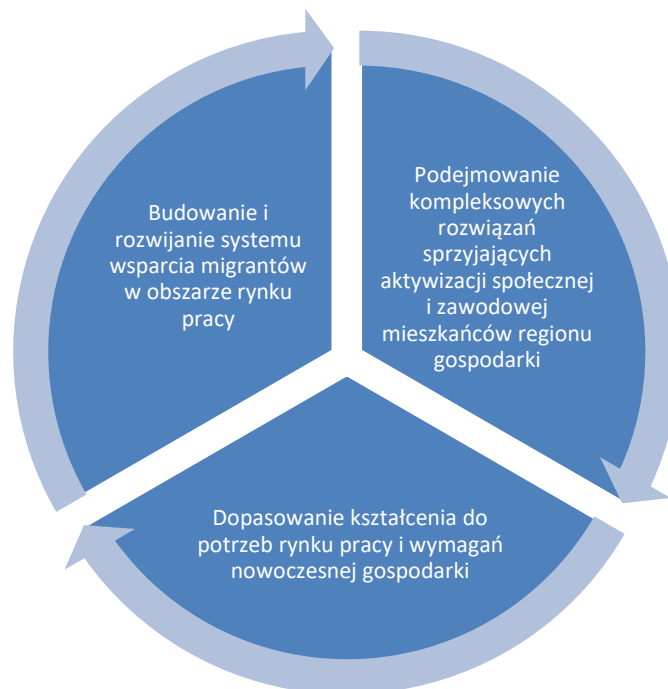 Budowanie i
rozwijanie systemu
wsparcia migrantów
w obszarze rynku
pracy
Podejmowanie
kompleksowych
rozwiązań
sprzyjających
aktywizacji społecznej
i zawodowej
mieszkańców regionu
gospodarki
Dopasowanie kształcenia do
potrzeb rynku pracy i wymagań
nowoczesnej gospodarki